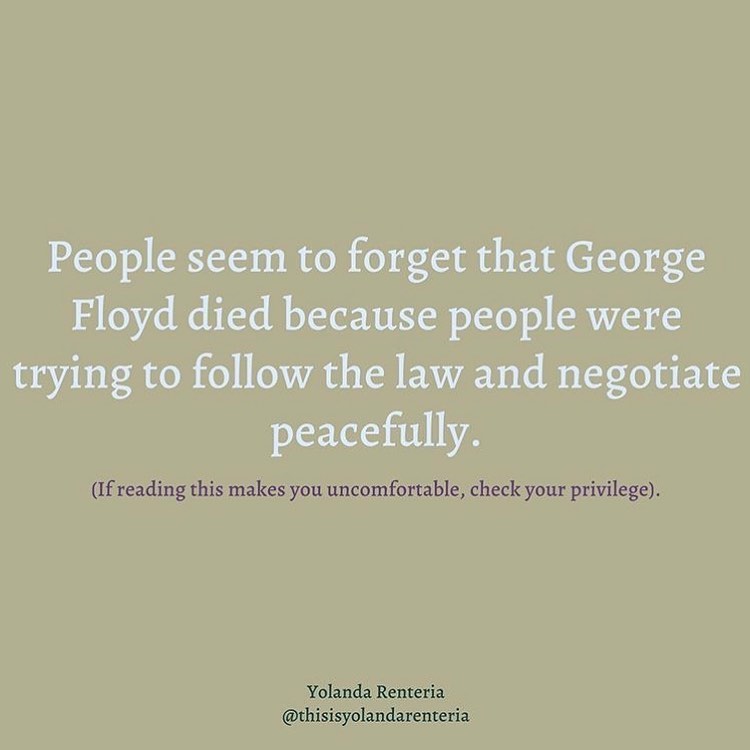 People seem to forget that George
Floyd died because people were
trying to follow the law and negotiate
peacefully.
(If reading this makes you uncomfortable, check your privilege).
Yolanda Renteria
@thisisyolandarenteria